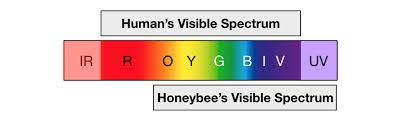 Human's Visible Spectrum
IR R O Y G B I V UV
Honeybee's Visible Spectrum